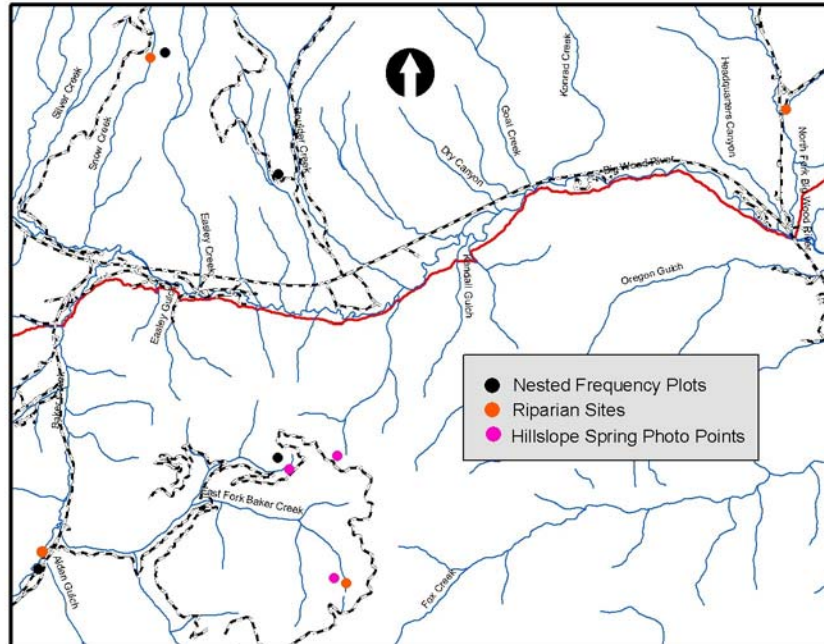 Silver Creek
Snow Creek
Boulder Creek
Easley Creek
Easley Gulch
Dry Canyon
Goat Creek
Konrad Creek
Big Wood River
Headquarters Canyon
North Fork Big Wood River
Kendall Gulch
Oregon Gulch
Baker Creek
East Fork Baker Creek
Alden Gulch
Fox Creek
Nested Frequency Plots
Riparian Sites
Hillslope Spring Photo Points